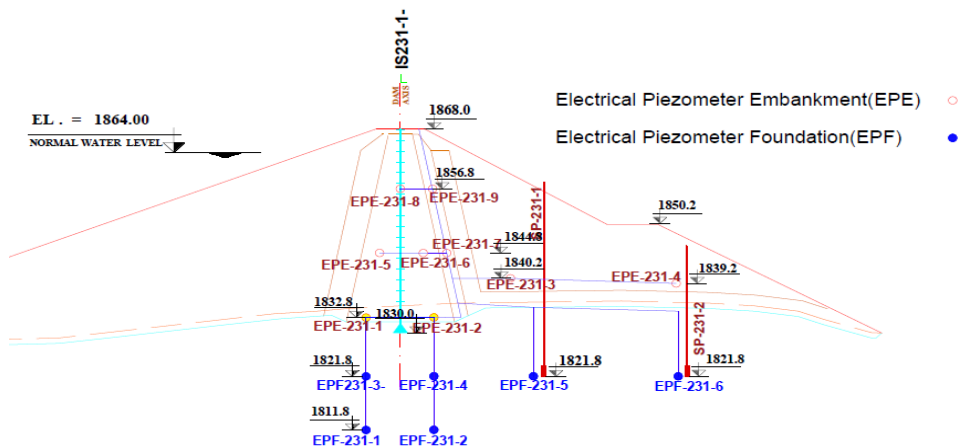 IS231-1-
DAM
AXIS
Electrical Piezometer Embankment(EPE)
Electrical Piezometer Foundation(EPF)
EL . = 1864.00
NORMAL WATER LEVEL
1868.0
1856.8
EPE-231-8
EPE-231-9
SP-231-1
1850.2
EPE-231-7
1844.8
EPE-231-5
EPE-231-6
1840.2
EPE-231-3
EPE-231-4
1839.2
1832.8
1830.0
EPE-231-1
EPE-231-2
SP-231-2
1821.8
1821.8
1821.8
EPF231-3-
EPF-231-4
EPF-231-5
EPF-231-6
1811.8
EPF-231-1
EPF-231-2